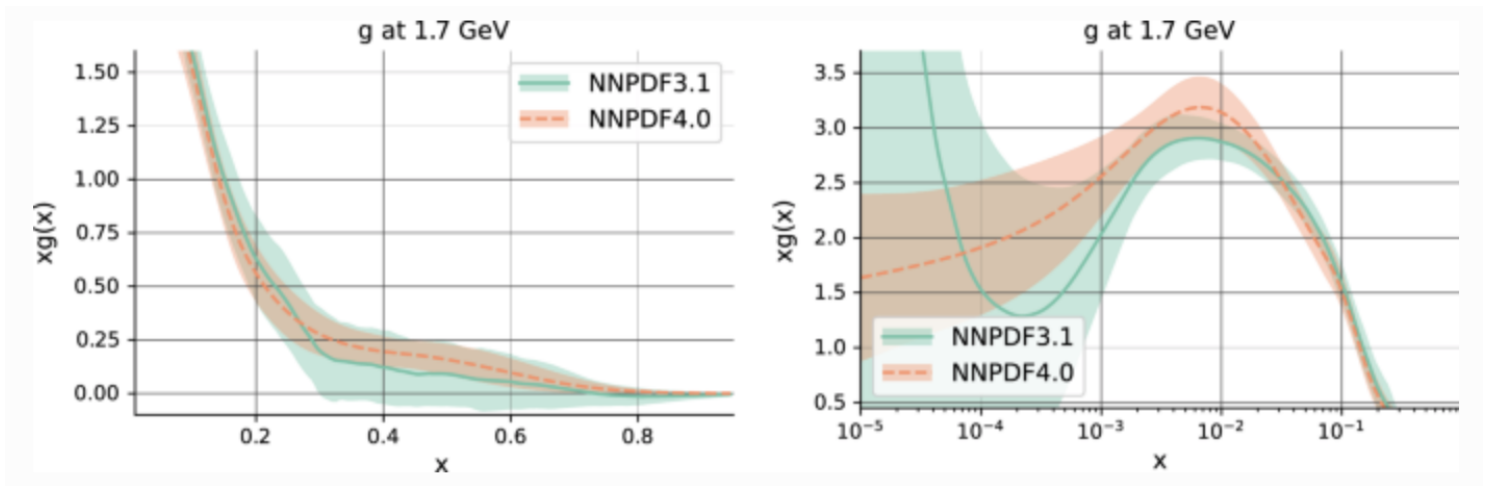 g at 1.7 GeV
NNPDF3.1
NNPDF4.0
1.50
1.25
1.00
0.75
0.50
0.25
0.00
xg(x)
0.2 0.4 0.6 0.8
x
g at 1.7 GeV
3.5
3.0
2.5
2.0
1.5
1.0
0.5
xg(x)
NNPDF3.1
NNPDF4.0
10⁻⁵ 10⁻⁴ 10⁻³ 10⁻² 10⁻¹
x